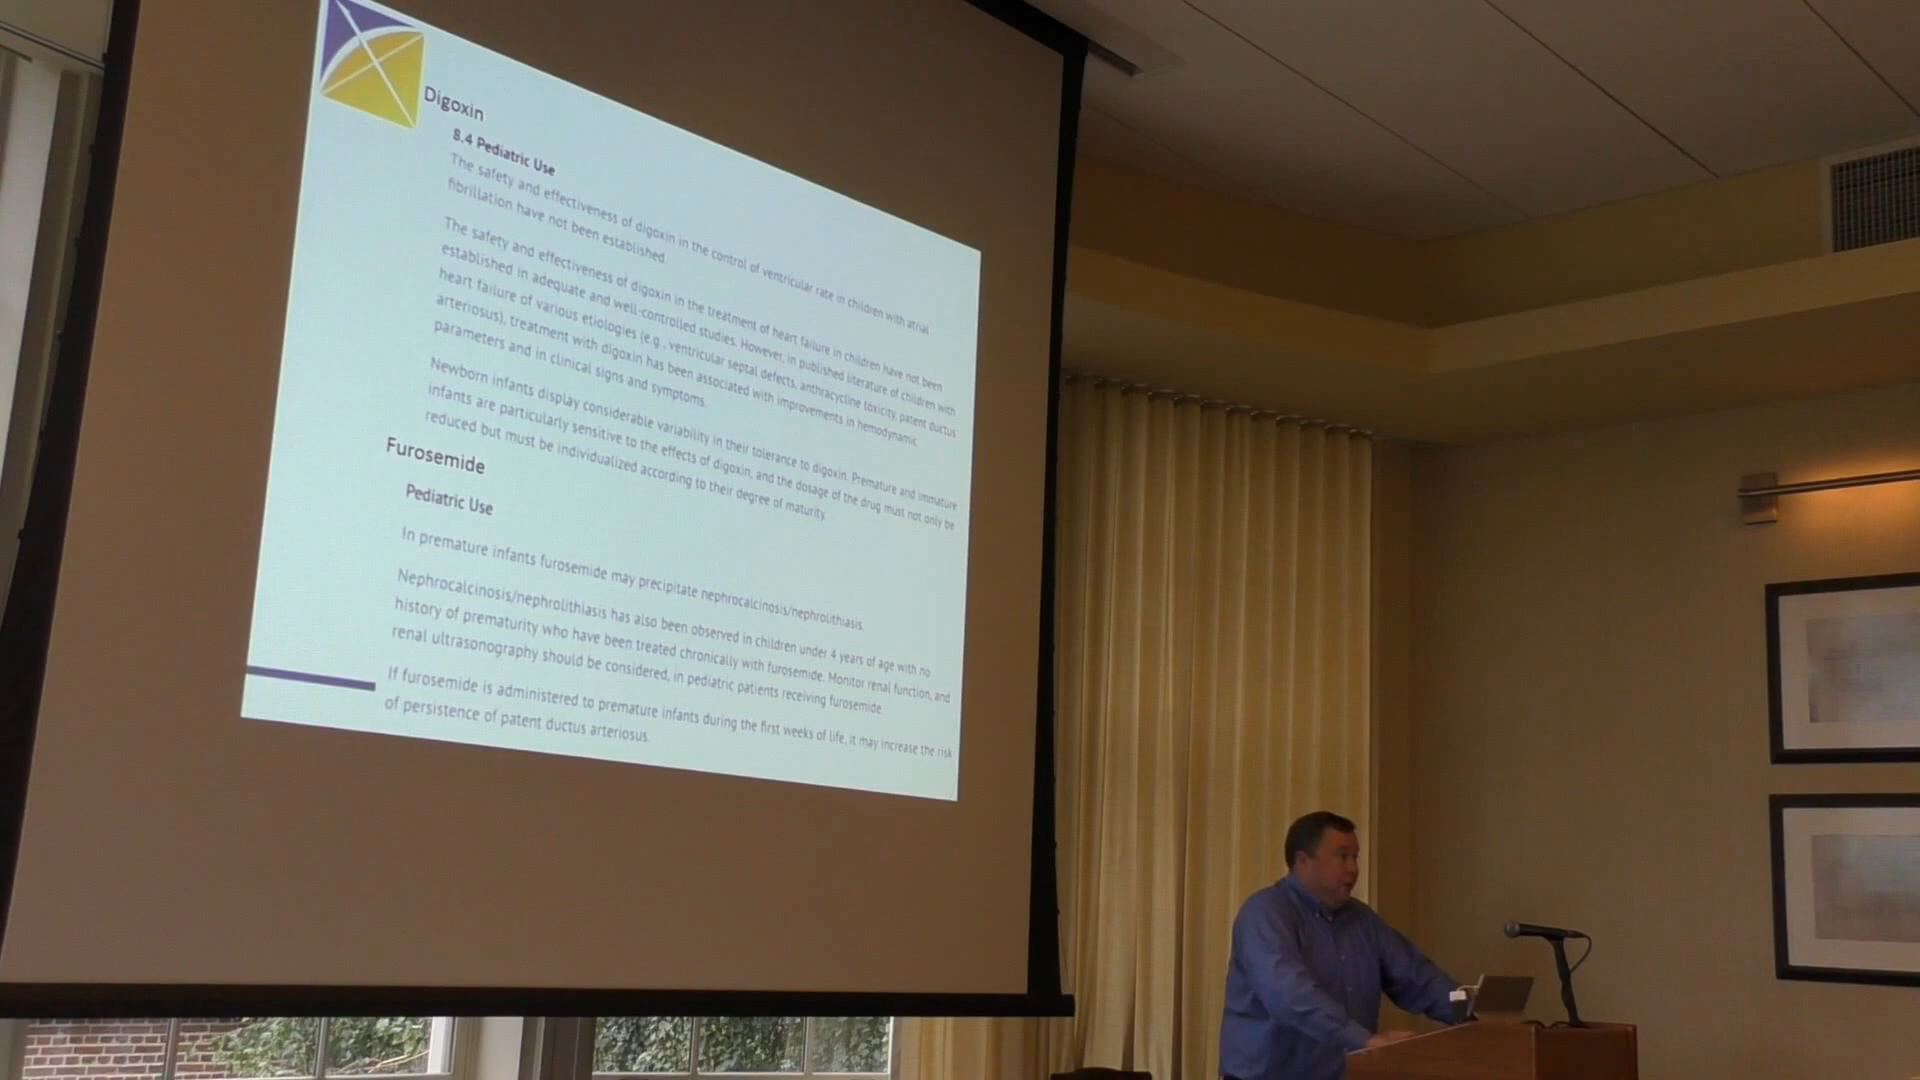 Digoxin
8.4 Pediatric Use
The safety and effectiveness of digoxin in the control of ventricular rate in children with atrial
fibrillation have not been established.
The safety and effectiveness of digoxin in the treatment of heart failure in children have not been
established in adequate and well-controlled studies. However, in published literature of children with
heart failure of various etiologies (e.g., ventricular septal defects, anthracycline toxicity, patent ductus
arteriosus), treatment with digoxin has been associated with improvements in hemodynamic
parameters and in clinical signs and symptoms.
Newborn infants display considerable variability in their tolerance to digoxin. Premature and immature
infants are particularly sensitive to the effects of digoxin, and the dosage of the drug must not only be
reduced but must be individualized according to their degree of maturity.
Furosemide
Pediatric Use
In premature infants furosemide may precipitate nephrocalcinosis/nephrolithiasis.
Nephrocalcinosis/nephrolithiasis has also been observed in children under 4 years of age with no
history of prematurity who have been treated chronically with furosemide. Monitor renal function, and
renal ultrasonography should be considered, in pediatric patients receiving furosemide.
If furosemide is administered to premature infants during the first weeks of life, it may increase the risk
of persistence of patent ductus arteriosus.